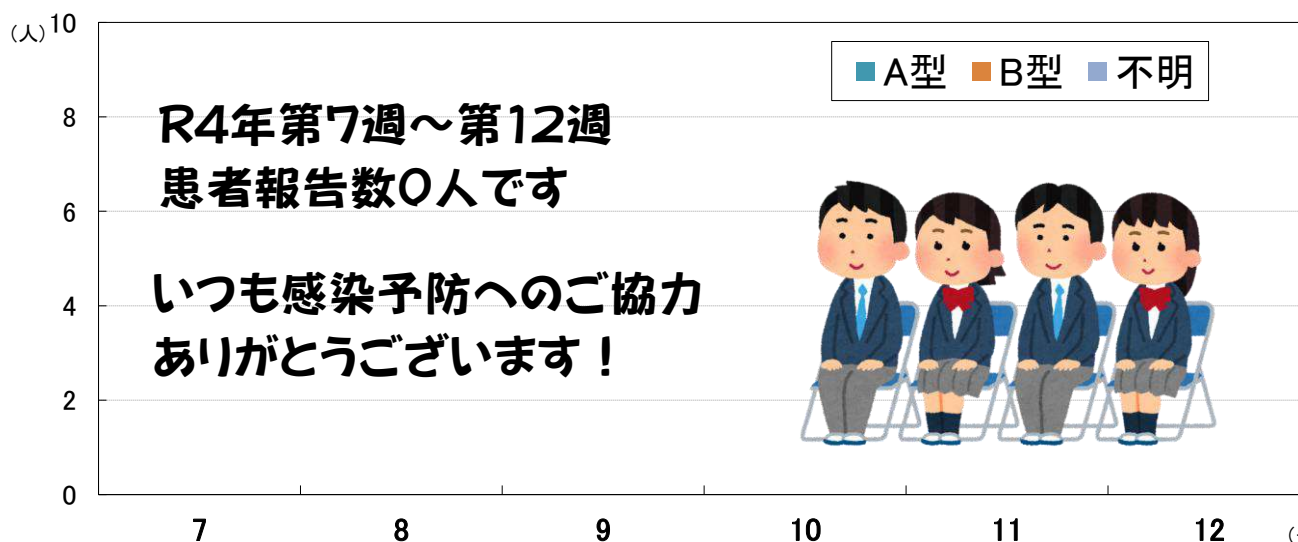 (人)
10
A型 B型 不明
8
R4年第7週～第12週
患者報告数0人です
6
いつも感染予防へのご協力
4
ありがとうございます！
2
0
7 8 9 10 11 12